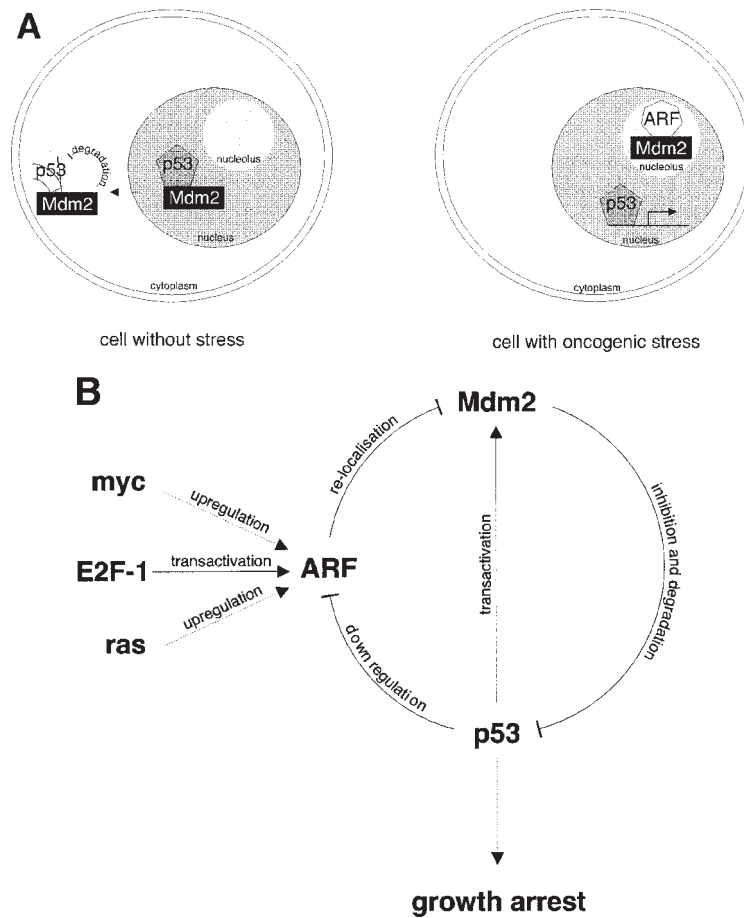 A
p53
degradation
Mdm2
p53
Mdm2
nucleolus
nucleus
cytoplasm
cell without stress
ARF
Mdm2
nucleolus
p53
nucleus
cytoplasm
cell with oncogenic stress
B
Mdm2
re-localisation
myc
upregulation
E2F-1
transactivation
ARF
ras
upregulation
transactivation
inhibition and degradation
down regulation
p53
growth arrest